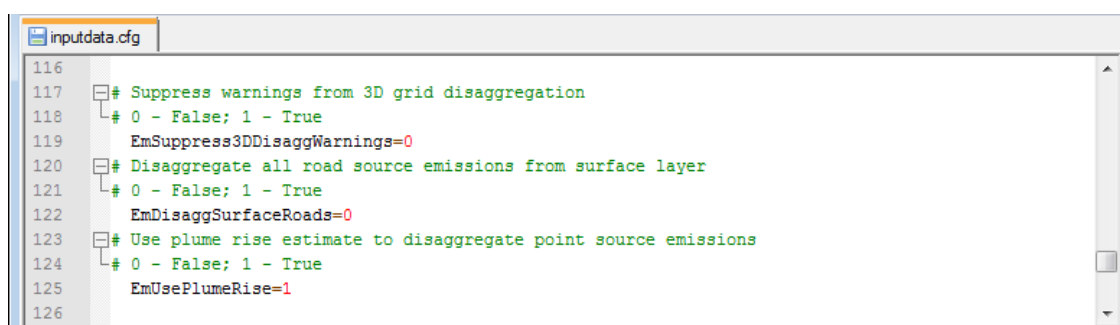 inputdata.cfg
116
117 # Suppress warnings from 3D grid disaggregation
118 # 0 - False; 1 - True
119 EmSuppress3DDisaggWarnings=0
120 # Disaggregate all road source emissions from surface layer
121 # 0 - False; 1 - True
122 EmDisaggSurfaceRoads=0
123 # Use plume rise estimate to disaggregate point source emissions
124 # 0 - False; 1 - True
125 EmUsePlumeRise=1
126